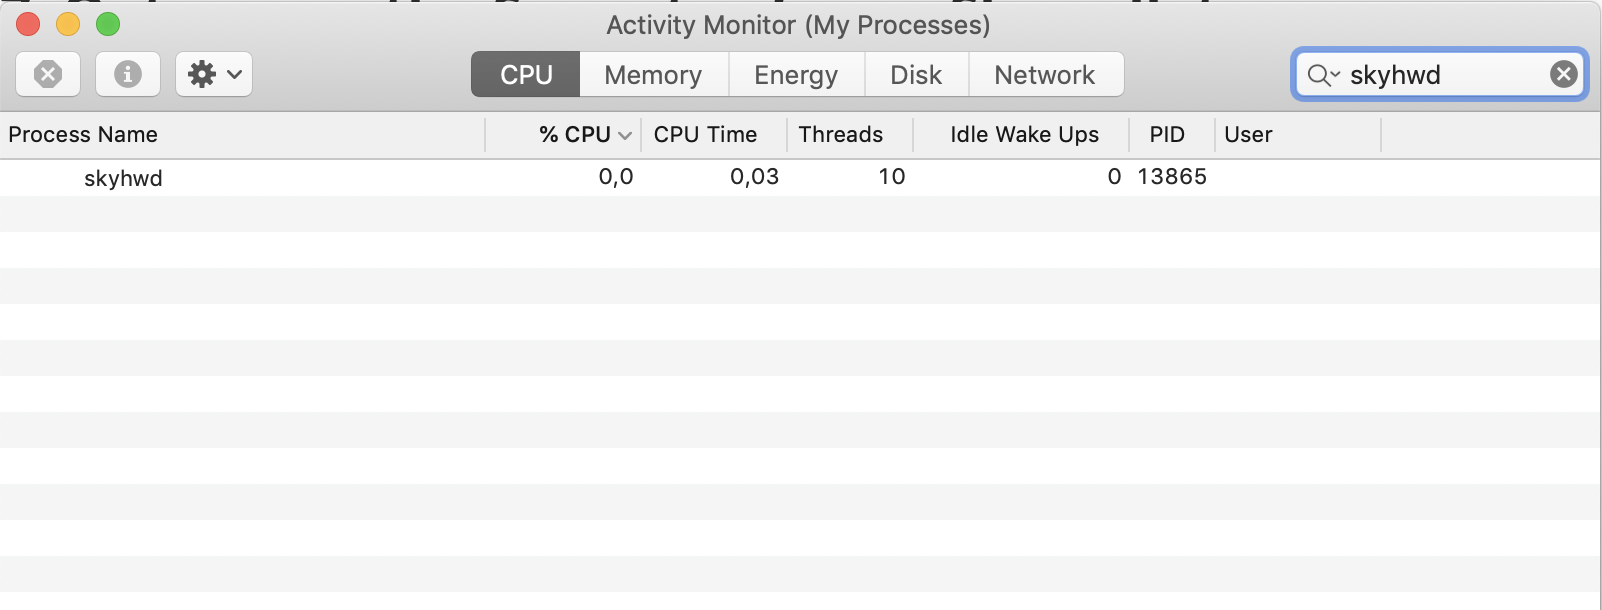 Activity Monitor (My Processes)
CPU Memory Energy Disk Network skyhwd
Process Name % CPU CPU Time Threads Idle Wake Ups PID User
skyhwd 0,0 0,03 10 0 13865